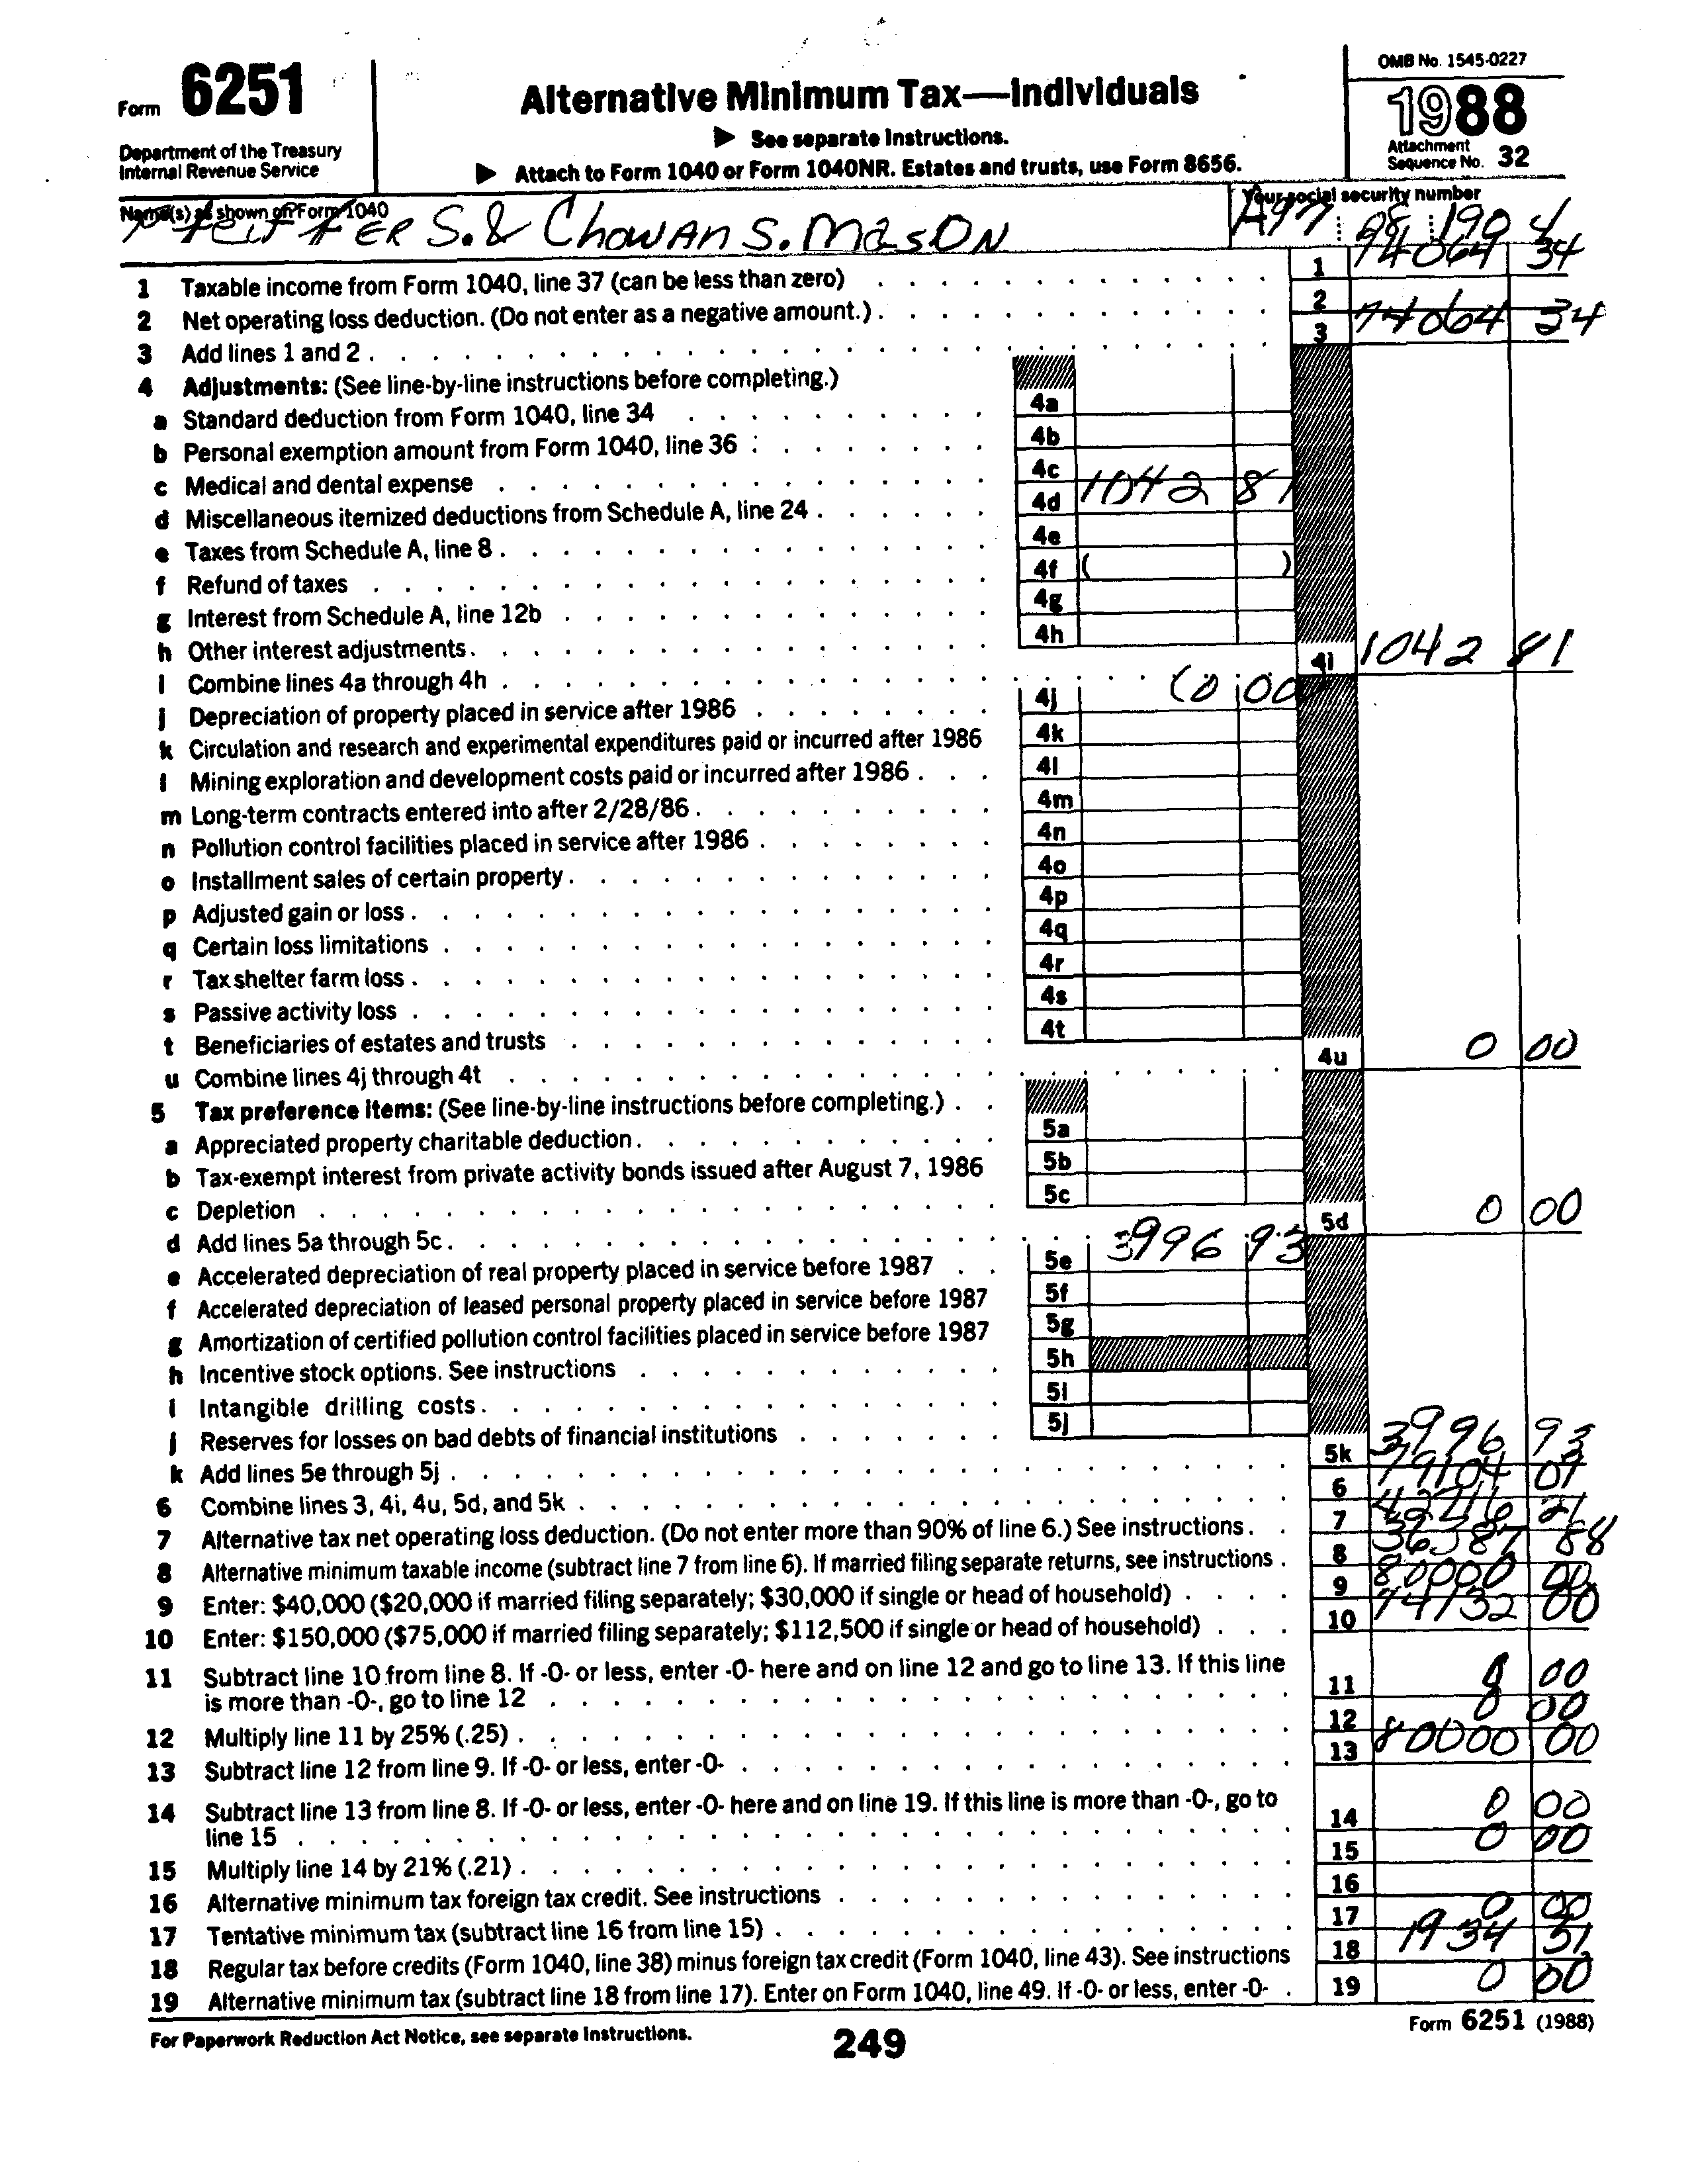 Form 6251
Department of the Treasury
Internal Revenue Service
Alternative Minimum Tax—Individuals
▶ See separate Instructions.
▶ Attach to Form 1040 or Form 1040NR. Estates and trusts, use Form 8656.
OMB No. 1545-0227
1988
Attachment
Sequence No. 32
Name(s) as shown on Form 1040
S. & Chowan S. Mason
Your social security number
1 Taxable income from Form 1040, line 37 (can be less than zero) 1 74064 34
2 Net operating loss deduction. (Do not enter as a negative amount.) 2
3 Add lines 1 and 2 3 74064 34
4 Adjustments: (See line-by-line instructions before completing.)
a Standard deduction from Form 1040, line 34 4a
b Personal exemption amount from Form 1040, line 36 4b
c Medical and dental expense 4c
d Miscellaneous itemized deductions from Schedule A, line 24 4d 1042 81
e Taxes from Schedule A, line 8 4e
f Refund of taxes 4f ( )
g Interest from Schedule A, line 12b 4g
h Other interest adjustments 4h
i Combine lines 4a through 4h 4i 1042 81
j Depreciation of property placed in service after 1986 4j (0 00
k Circulation and research and experimental expenditures paid or incurred after 1986 4k
l Mining exploration and development costs paid or incurred after 1986 4l
m Long-term contracts entered into after 2/28/86 4m
n Pollution control facilities placed in service after 1986 4n
o Installment sales of certain property 4o
p Adjusted gain or loss 4p
q Certain loss limitations 4q
r Tax shelter farm loss 4r
s Passive activity loss 4s
t Beneficiaries of estates and trusts 4t
u Combine lines 4j through 4t 4u 0 00
5 Tax preference items: (See line-by-line instructions before completing.)
a Appreciated property charitable deduction 5a
b Tax-exempt interest from private activity bonds issued after August 7, 1986 5b
c Depletion 5c
d Add lines 5a through 5c 5d 0 00
e Accelerated depreciation of real property placed in service before 1987 5e 3996 93
f Accelerated depreciation of leased personal property placed in service before 1987 5f
g Amortization of certified pollution control facilities placed in service before 1987 5g
h Incentive stock options. See instructions 5h
i Intangible drilling costs 5i
j Reserves for losses on bad debts of financial institutions 5j
k Add lines 5e through 5j 5k 3996 93
6 Combine lines 3, 4i, 4u, 5d, and 5k 6 79104 07
7 Alternative tax net operating loss deduction. (Do not enter more than 90% of line 6.) See instructions 7
8 Alternative minimum taxable income (subtract line 7 from line 6). If married filing separate returns, see instructions 8 36387 88
9 Enter: $40,000 ($20,000 if married filing separately; $30,000 if single or head of household) 9 80000 00
10 Enter: $150,000 ($75,000 if married filing separately; $112,500 if single or head of household) 10 74132 00
11 Subtract line 10 from line 8. If -0- or less, enter -0- here and on line 12 and go to line 13. If this line
is more than -0-, go to line 12 11 0 00
12 Multiply line 11 by 25% (.25) 12 0 00
13 Subtract line 12 from line 9. If -0- or less, enter -0- 13 80000 00
14 Subtract line 13 from line 8. If -0- or less, enter -0- here and on line 19. If this line is more than -0-, go to
line 15 14 0 00
15 Multiply line 14 by 21% (.21) 15 0 00
16 Alternative minimum tax foreign tax credit. See instructions 16
17 Tentative minimum tax (subtract line 16 from line 15) 17 0 00
18 Regular tax before credits (Form 1040, line 38) minus foreign tax credit (Form 1040, line 43). See instructions 18 1934
19 Alternative minimum tax (subtract line 18 from line 17). Enter on Form 1040, line 49. If -0- or less, enter -0- 19 0 00
For Paperwork Reduction Act Notice, see separate Instructions.
249
Form 6251 (1988)